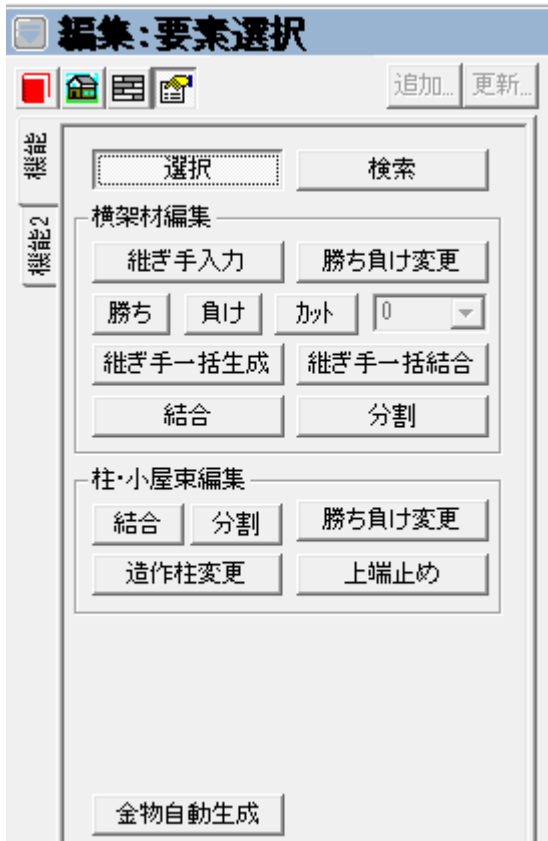 編集:要素選択
追加... 更新...
機能
機能2
選択 検索
横架材編集
継ぎ手入力 勝ち負け変更
勝ち 負け カット 0
継ぎ手一括生成 継ぎ手一括結合
結合 分割
柱・小屋束編集
結合 分割 勝ち負け変更
造作柱変更 上端止め
金物自動生成